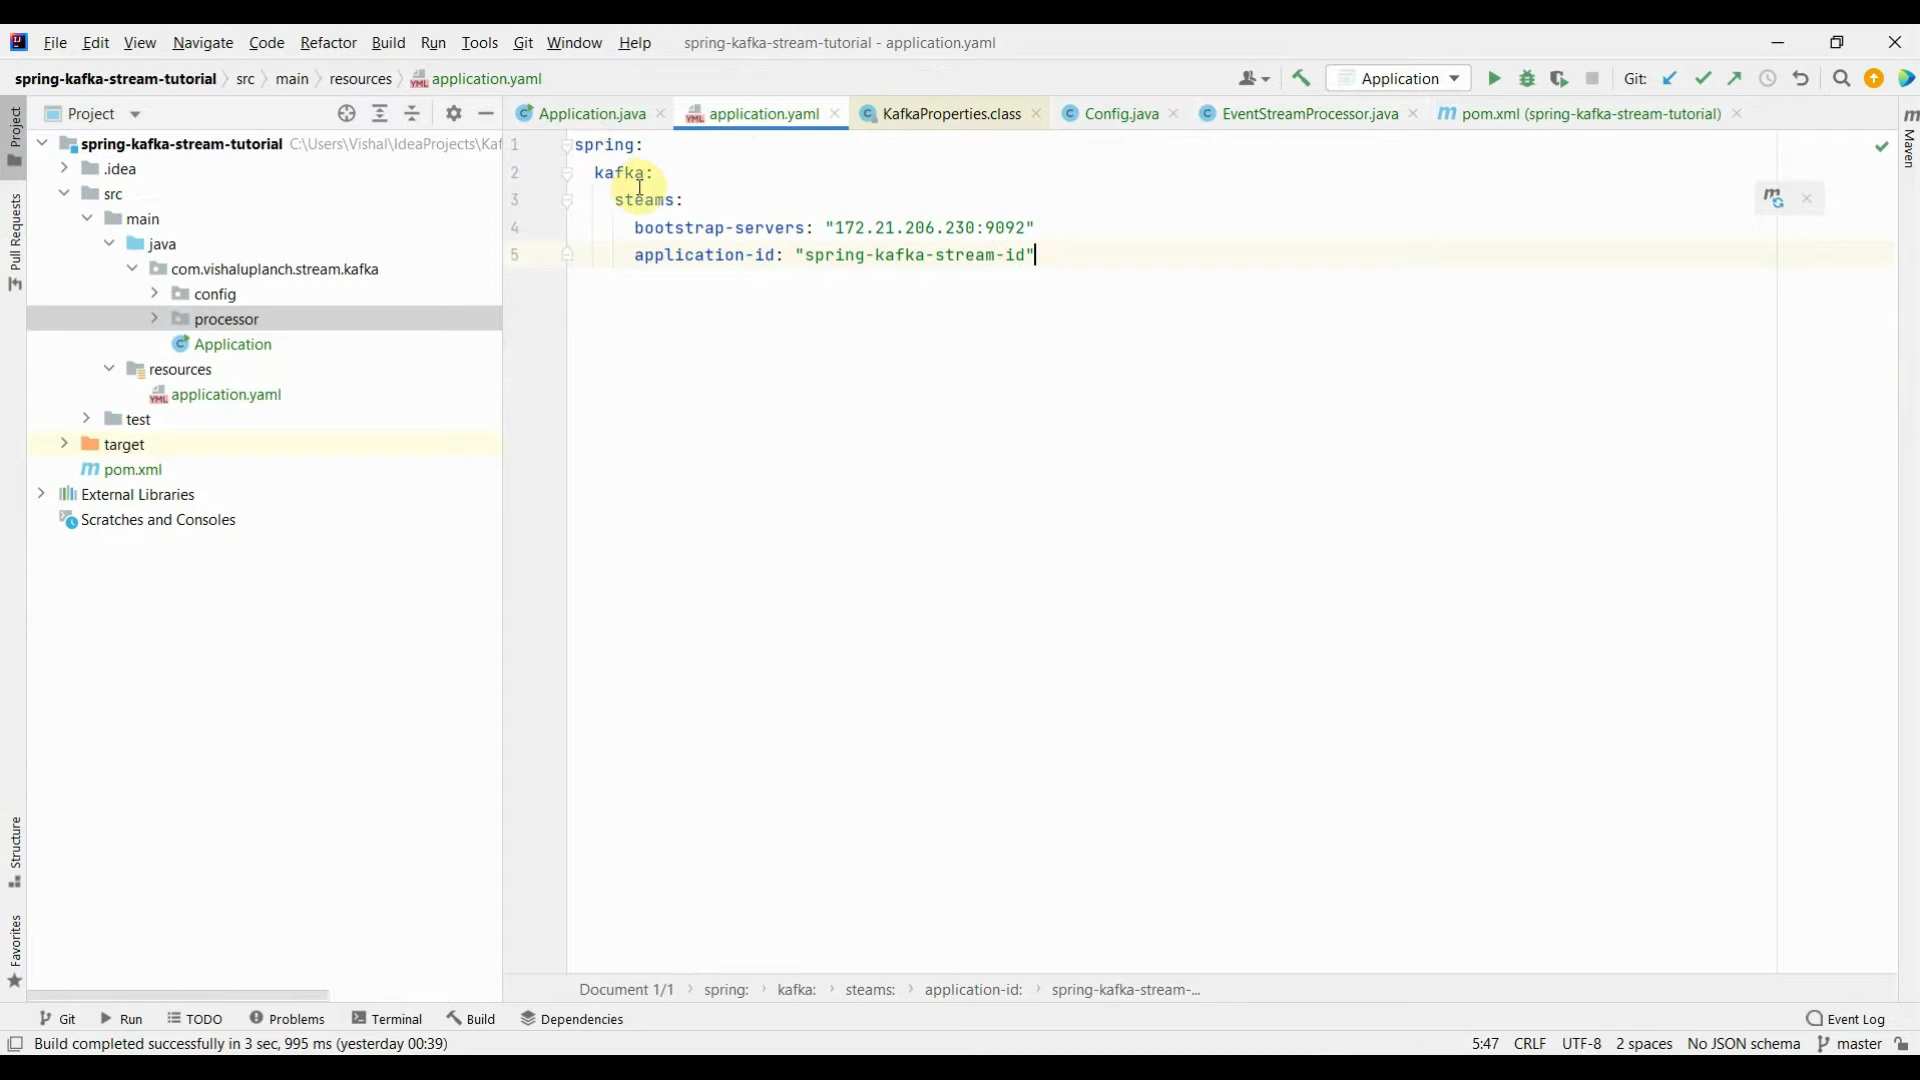 File Edit View Navigate Code Refactor Build Run Tools Git Window Help spring-kafka-stream-tutorial - application.yaml
spring-kafka-stream-tutorial src main resources application.yaml Application Git:
Project
Application.java application.yaml KafkaProperties.class Config.java EventStreamProcessor.java pom.xml (spring-kafka-stream-tutorial)
spring-kafka-stream-tutorial C:\Users\Vishal\IdeaProjects\Kaf
.idea
src
main
java
com.vishaluplanch.stream.kafka
config
processor
Application
resources
application.yaml
test
target
pom.xml
External Libraries
Scratches and Consoles
1 spring:
2 kafka:
3 steams:
4 bootstrap-servers: "172.21.206.230:9092"
5 application-id: "spring-kafka-stream-id"
Project
Pull Requests
Structure
Favorites
Maven
Document 1/1 spring: kafka: steams: application-id: spring-kafka-stream-...
Git Run TODO Problems Terminal Build Dependencies Event Log
Build completed successfully in 3 sec, 995 ms (yesterday 00:39) 5:47 CRLF UTF-8 2 spaces No JSON schema master